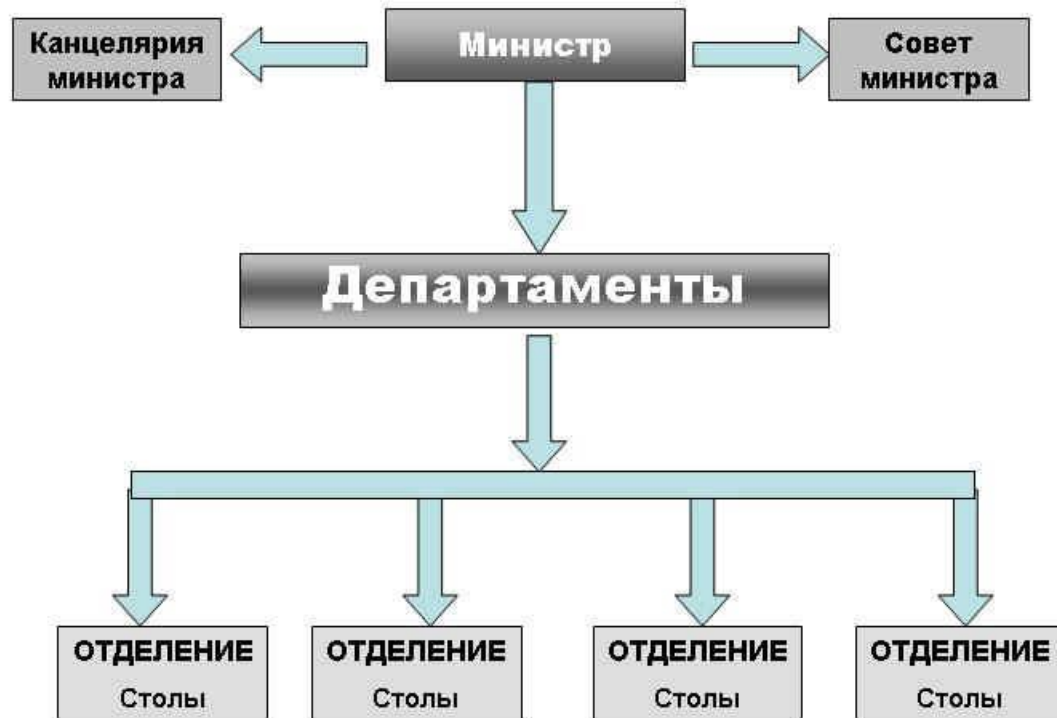 Канцелярия
министра
Министр
Совет
министра
Департаменты
ОТДЕЛЕНИЕ
Столы
ОТДЕЛЕНИЕ
Столы
ОТДЕЛЕНИЕ
Столы
ОТДЕЛЕНИЕ
Столы